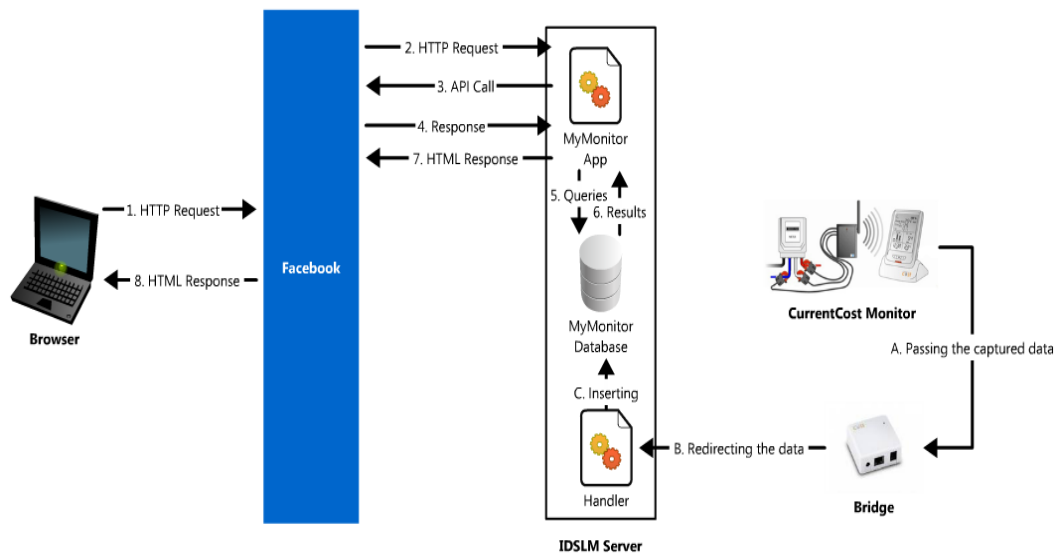 2. HTTP Request
3. API Call
4. Response
7. HTML Response
MyMonitor
App
5. Queries
6. Results
1. HTTP Request
8. HTML Response
Browser
Facebook
MyMonitor
Database
C. Inserting
Handler
IDSLM Server
CurrentCost Monitor
A. Passing the captured data
B. Redirecting the data
Bridge